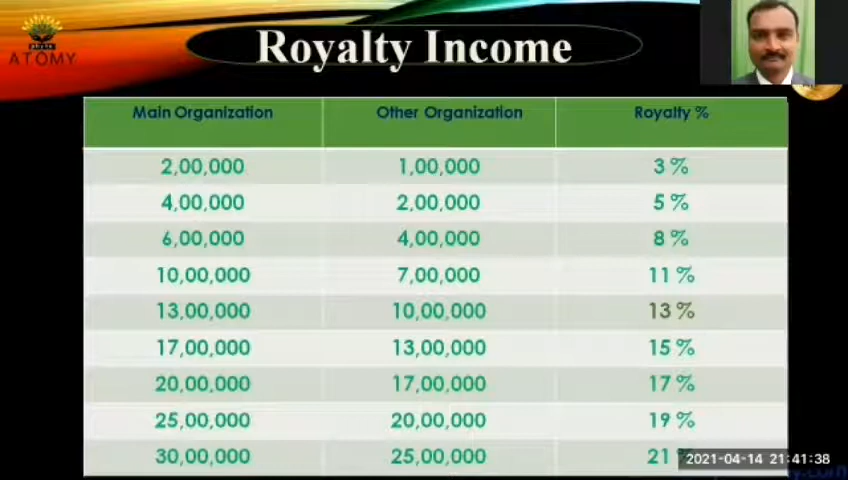 ATOMY
Royalty Income
Main Organization Other Organization Royalty %
2,00,000 1,00,000 3 %
4,00,000 2,00,000 5 %
6,00,000 4,00,000 8 %
10,00,000 7,00,000 11 %
13,00,000 10,00,000 13 %
17,00,000 13,00,000 15 %
20,00,000 17,00,000 17 %
25,00,000 20,00,000 19 %
30,00,000 25,00,000 21
2021-04-14 21:41:38